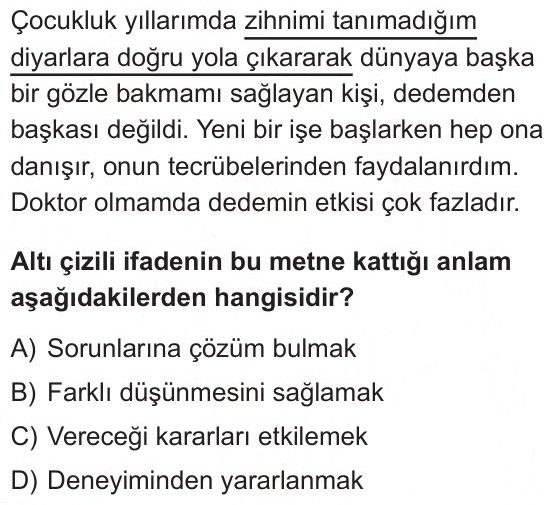 Çocukluk yıllarımda zihnimi tanımadığım
diyarlara doğru yola çıkararak dünyaya başka
bir gözle bakmamı sağlayan kişi, dedemden
başkası değildi. Yeni bir işe başlarken hep ona
danışır, onun tecrübelerinden faydalanırdım.
Doktor olmamda dedemin etkisi çok fazladır.
Altı çizili ifadenin bu metne kattığı anlam
aşağıdakilerden hangisidir?
A) Sorunlarına çözüm bulmak
B) Farklı düşünmesini sağlamak
C) Vereceği kararları etkilemek
D) Deneyiminden yararlanmak